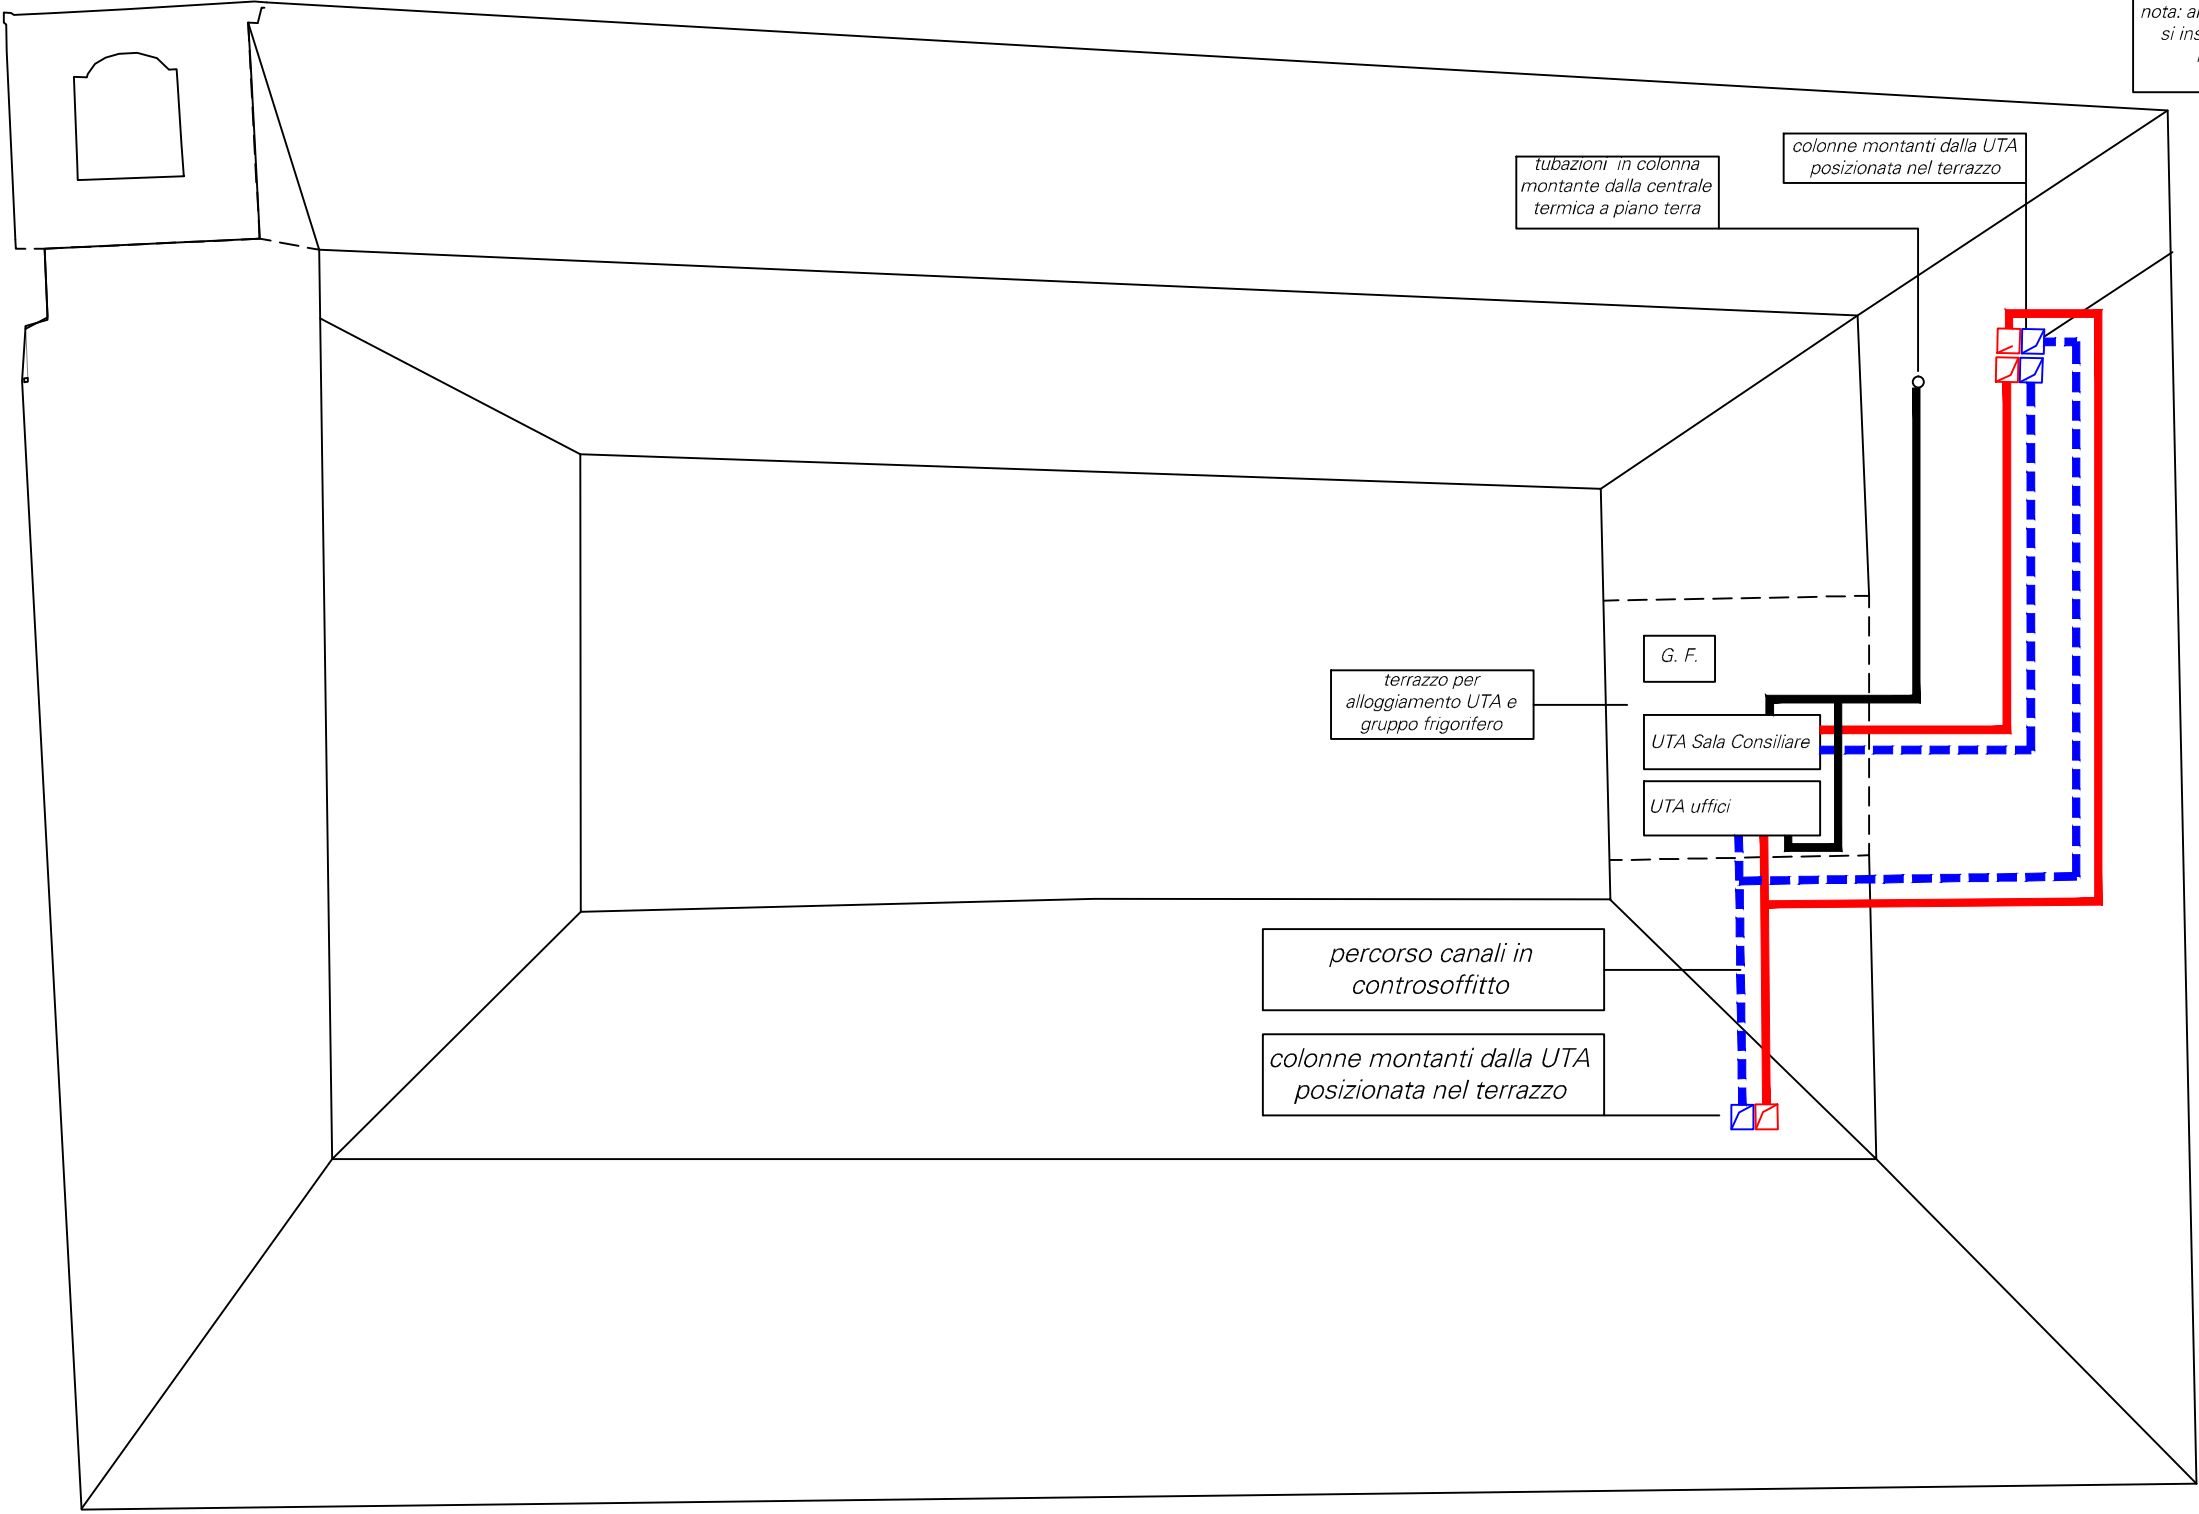 nota:
si
colonne montanti dalla UTA
posizionata nel terrazzo
tubazioni in colonna
montante dalla centrale
termica a piano terra
G. F.
terrazzo per
alloggiamento UTA e
gruppo frigorifero
UTA Sala Consiliare
UTA uffici
percorso canali in
controsoffitto
colonne montanti dalla UTA
posizionata nel terrazzo